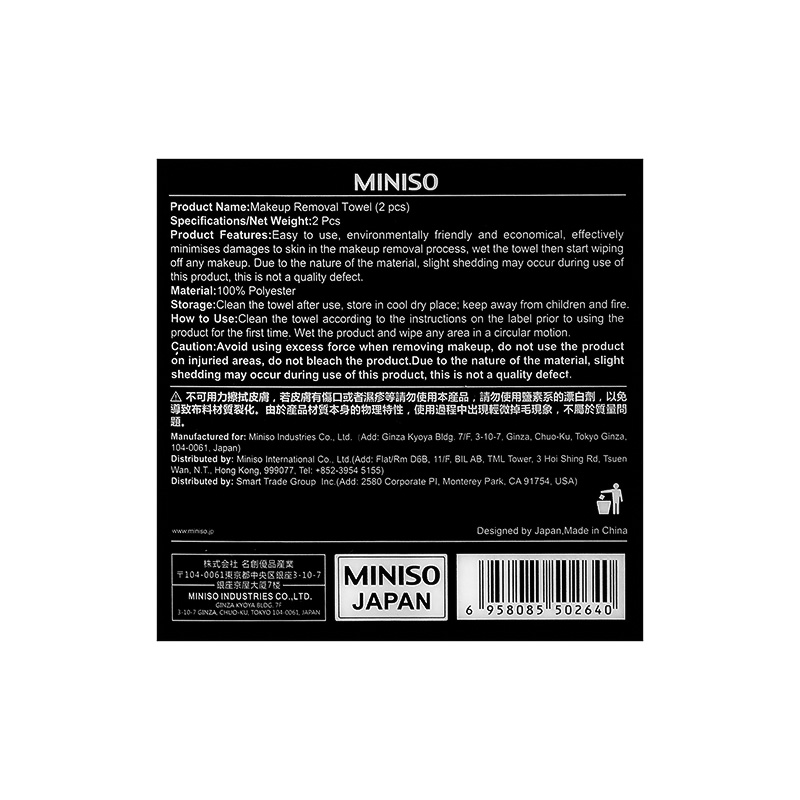 MINISO
Product Name:Makeup Removal Towel (2 pcs)
Specifications/Net Weight:2 Pcs
Product Features:Easy to use, environmentally friendly and economical, effectively
minimises damages to skin in the makeup removal process, wet the towel then start wiping
off any makeup. Due to the nature of the material, slight shedding may occur during use of
this product, this is not a quality defect.
Material:100% Polyester
Storage:Clean the towel after use, store in cool dry place; keep away from children and fire.
How to Use:Clean the towel according to the instructions on the label prior to using the
product for the first time. Wet the product and wipe any area in a circular motion.
Caution:Avoid using excess force when removing makeup, do not use the product
on injuried areas, do not bleach the product.Due to the nature of the material, slight
shedding may occur during use of this product, this is not a quality defect.
⚠ 不可用力擦拭皮膚，若皮膚有傷口或者濕疹等請勿使用本產品，請勿使用鹽素系的漂白劑，以免
導致布料材質裂化。由於產品材質本身的物理特性，使用過程中出現輕微掉毛現象，不屬於質量問
題。
Manufactured for: Miniso Industries Co., Ltd. (Add: Ginza Kyoya Bldg. 7/F, 3-10-7, Ginza, Chuo-Ku, Tokyo Ginza,
104-0061, Japan)
Distributed by: Miniso International Co., Ltd.(Add: Flat/Rm D6B, 11/F, BIL AB, TML Tower, 3 Hoi Shing Rd, Tsuen
Wan, N.T., Hong Kong, 999077, Tel: +852-3954 5155)
Distributed by: Smart Trade Group Inc.(Add: 2580 Corporate Pl, Monterey Park, CA 91754, USA)
www.miniso.jp
Designed by Japan,Made in China
株式会社 名創優品産業
〒104-0061東京都中央区銀座3-10-7
銀座京屋大厦7楼
MINISO INDUSTRIES CO.,LTD.
GINZA KYOYA BLDG. 7F
3-10-7 GINZA, CHUO-KU, TOKYO 104-0061, JAPAN
MINISO
JAPAN
6 958085 502640